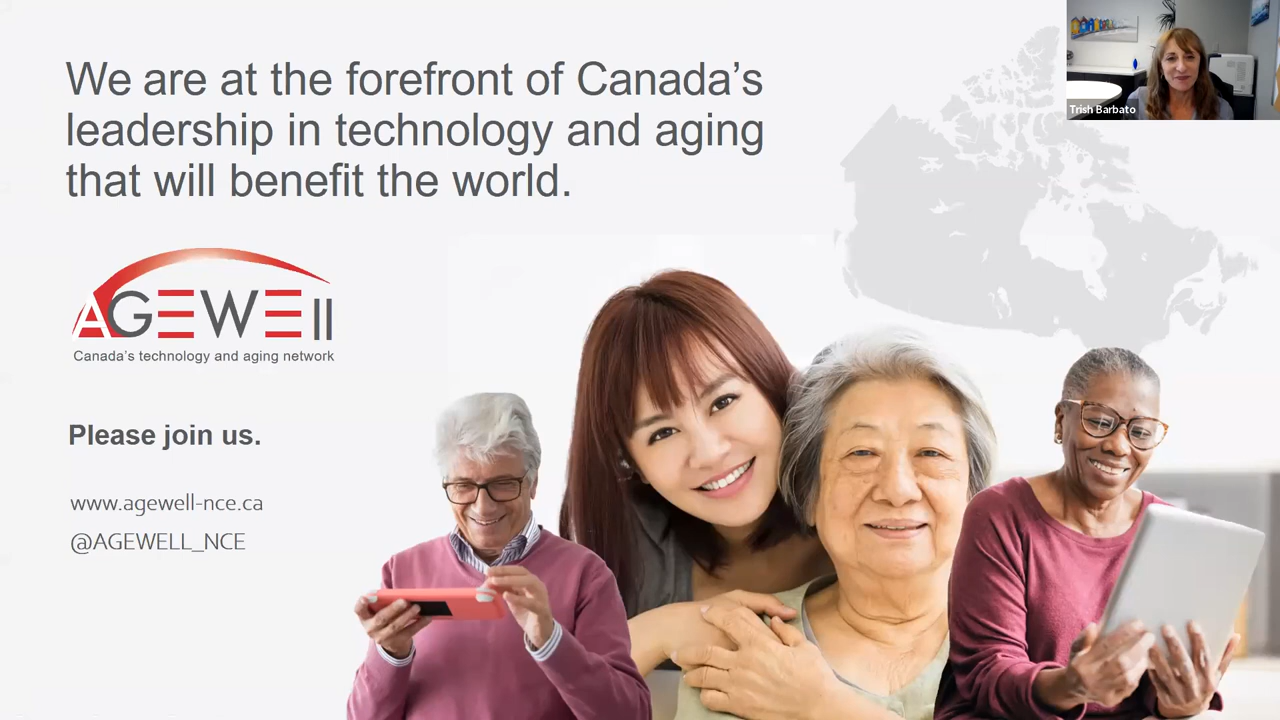 We are at the forefront of Canada’s
leadership in technology and aging
that will benefit the world.
Trish Barbato
AGEWEll
Canada’s technology and aging network
Please join us.
www.agewell-nce.ca
@AGEWELL_NCE